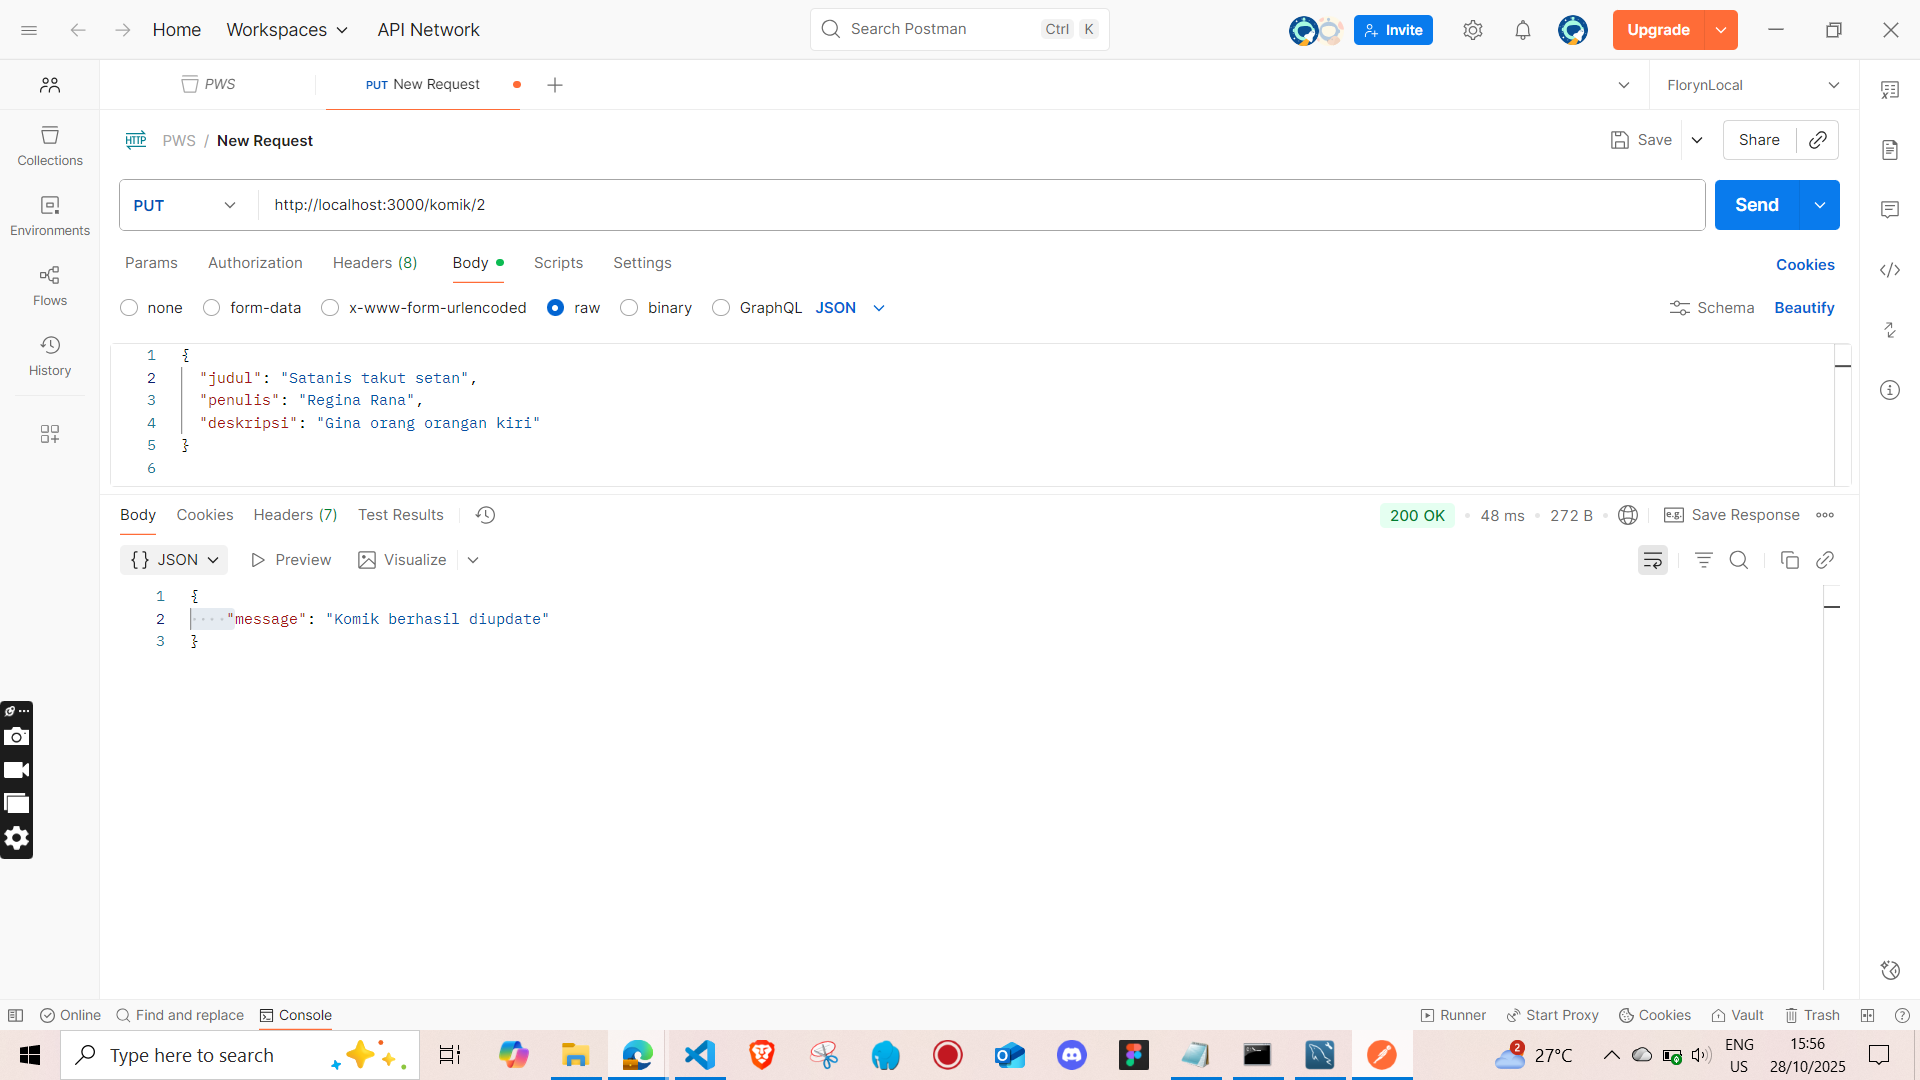 Home Workspaces API Network Search Postman Ctrl K Invite Upgrade
PWS PUT New Request FlorynLocal
HTTP PWS / New Request Save Share
Collections
Environments
Flows
History
PUT http://localhost:3000/komik/2 Send
Params Authorization Headers (8) Body Scripts Settings Cookies
none form-data x-www-form-urlencoded raw binary GraphQL JSON Schema Beautify
1 {
2 "judul": "Satanis takut setan",
3 "penulis": "Regina Rana",
4 "deskripsi": "Gina orang orangan kiri"
5 }
6
Body Cookies Headers (7) Test Results 200 OK 48 ms 272 B e.g. Save Response
{} JSON Preview Visualize
1 {
2 "message": "Komik berhasil diupdate"
3 }
Online Find and replace Console Runner Start Proxy Cookies Vault Trash
Type here to search 2 27°C ENG US 15:56 28/10/2025